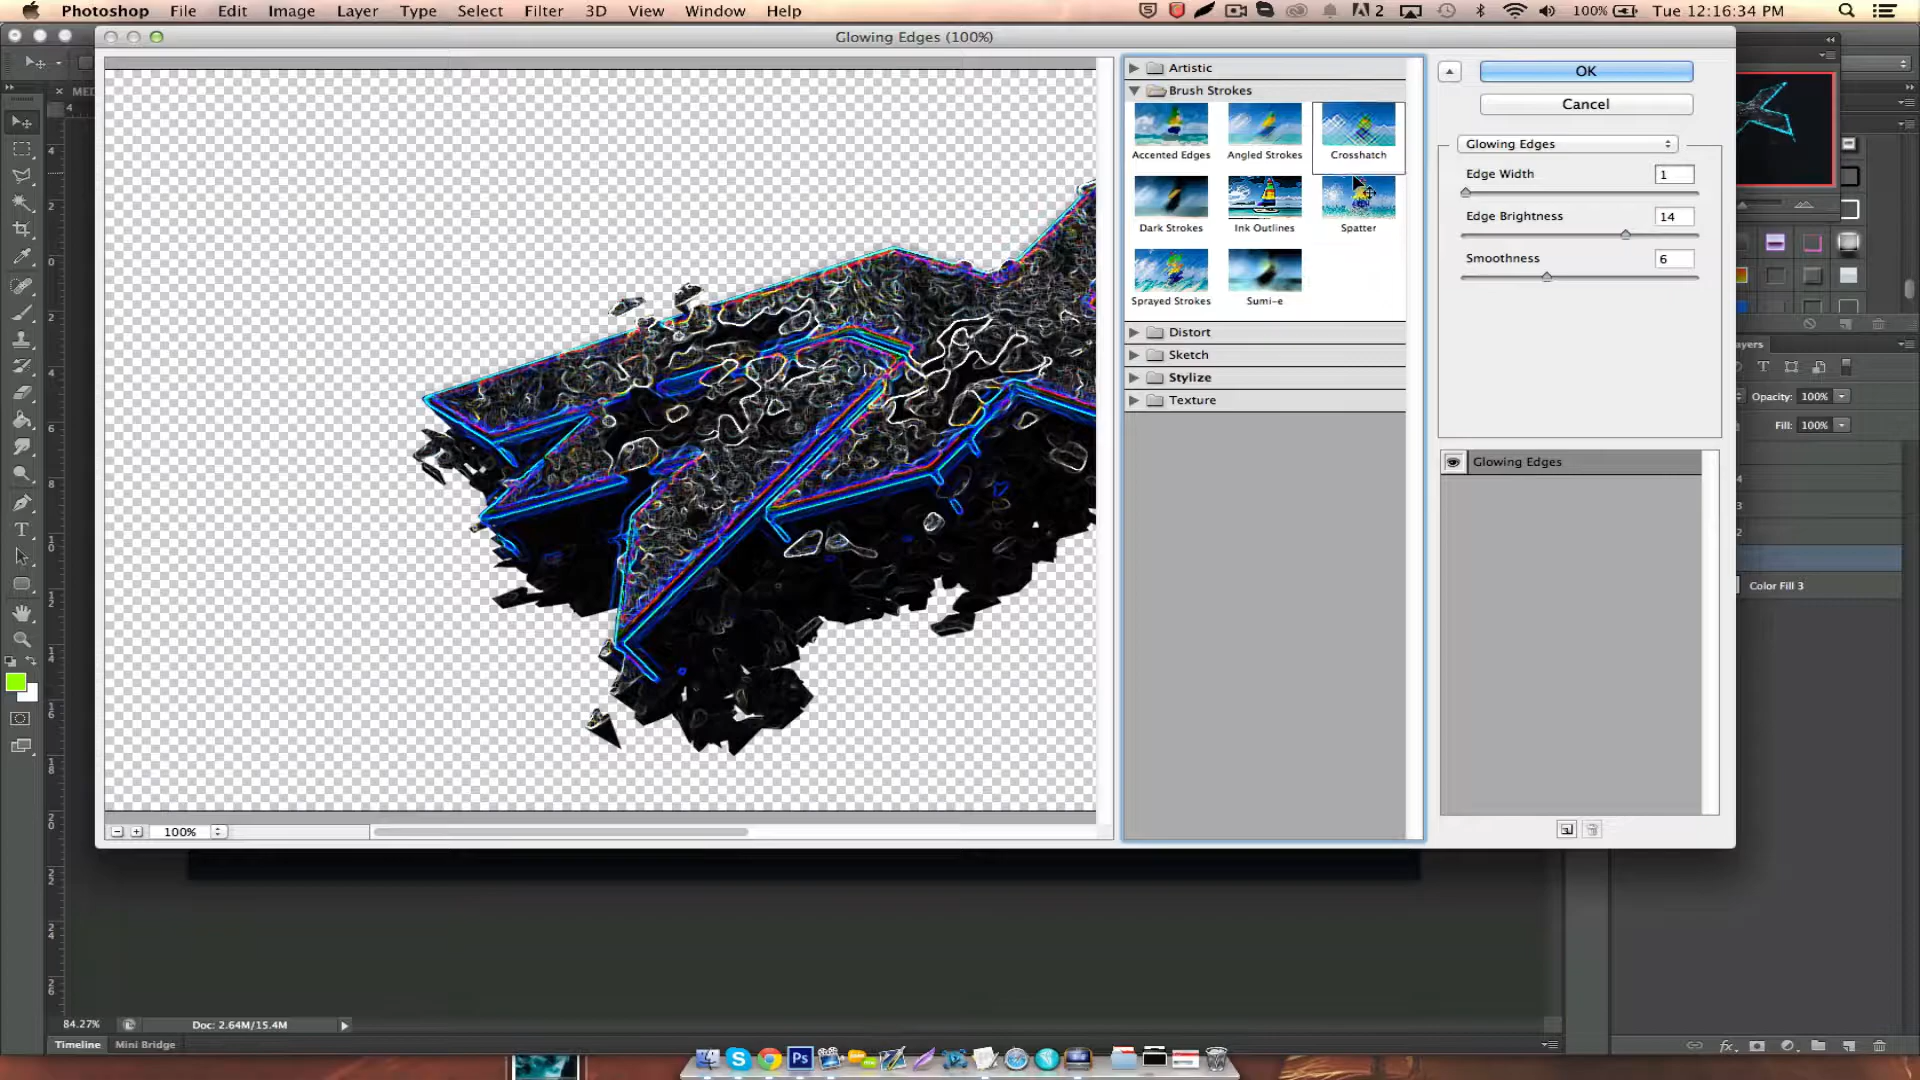 Photoshop File Edit Image Layer Type Select Filter 3D View Window Help 2 100% Tue 12:16:34 PM
Glowing Edges (100%)
Artistic
Brush Strokes
Accented Edges Angled Strokes Crosshatch
Dark Strokes Ink Outlines Spatter
Sprayed Strokes Sumi-e
Distort
Sketch
Stylize
Texture
OK
Cancel
Glowing Edges
Edge Width 1
Edge Brightness 14
Smoothness 6
Glowing Edges
100%
Opacity: 100%
Fill: 100%
Color Fill 3
84.27% Doc: 2.64M/15.4M
Timeline Mini Bridge